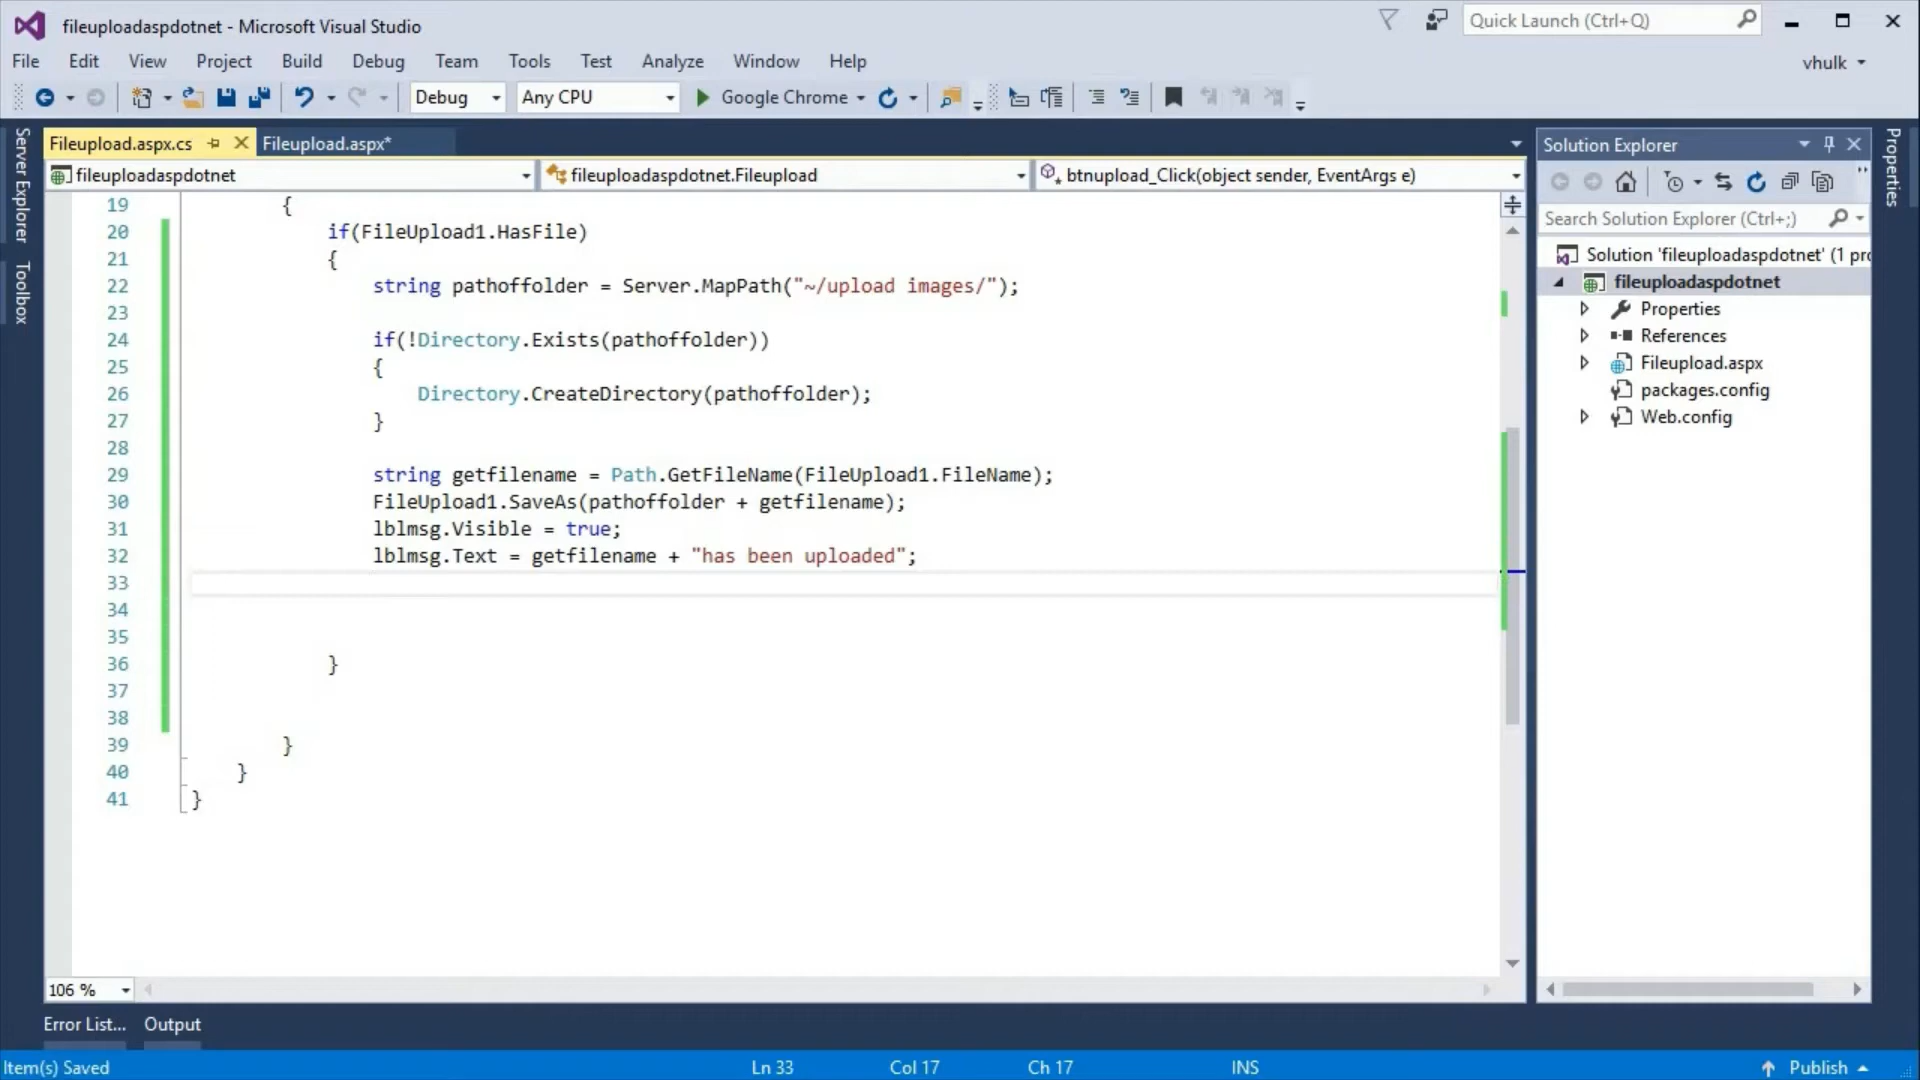 fileuploadaspdotnet - Microsoft Visual Studio
Quick Launch (Ctrl+Q)
File Edit View Project Build Debug Team Tools Test Analyze Window Help
vhulk
Debug Any CPU Google Chrome
Server Explorer
Toolbox
Fileupload.aspx.cs Fileupload.aspx*
fileuploadaspdotnet fileuploadaspdotnet.Fileupload btnupload_Click(object sender, EventArgs e)
19 {
20 if(FileUpload1.HasFile)
21 {
22 string pathoffolder = Server.MapPath("~/upload images/");
23
24 if(!Directory.Exists(pathoffolder))
25 {
26 Directory.CreateDirectory(pathoffolder);
27 }
28
29 string getfilename = Path.GetFileName(FileUpload1.FileName);
30 FileUpload1.SaveAs(pathoffolder + getfilename);
31 lblmsg.Visible = true;
32 lblmsg.Text = getfilename + "has been uploaded";
33
34
35
36 }
37
38
39 }
40 }
41 }
106 %
Solution Explorer
Search Solution Explorer (Ctrl+;)
Solution 'fileuploadaspdotnet' (1 pro
fileuploadaspdotnet
Properties
References
Fileupload.aspx
packages.config
Web.config
Properties
Error List... Output
Item(s) Saved Ln 33 Col 17 Ch 17 INS Publish